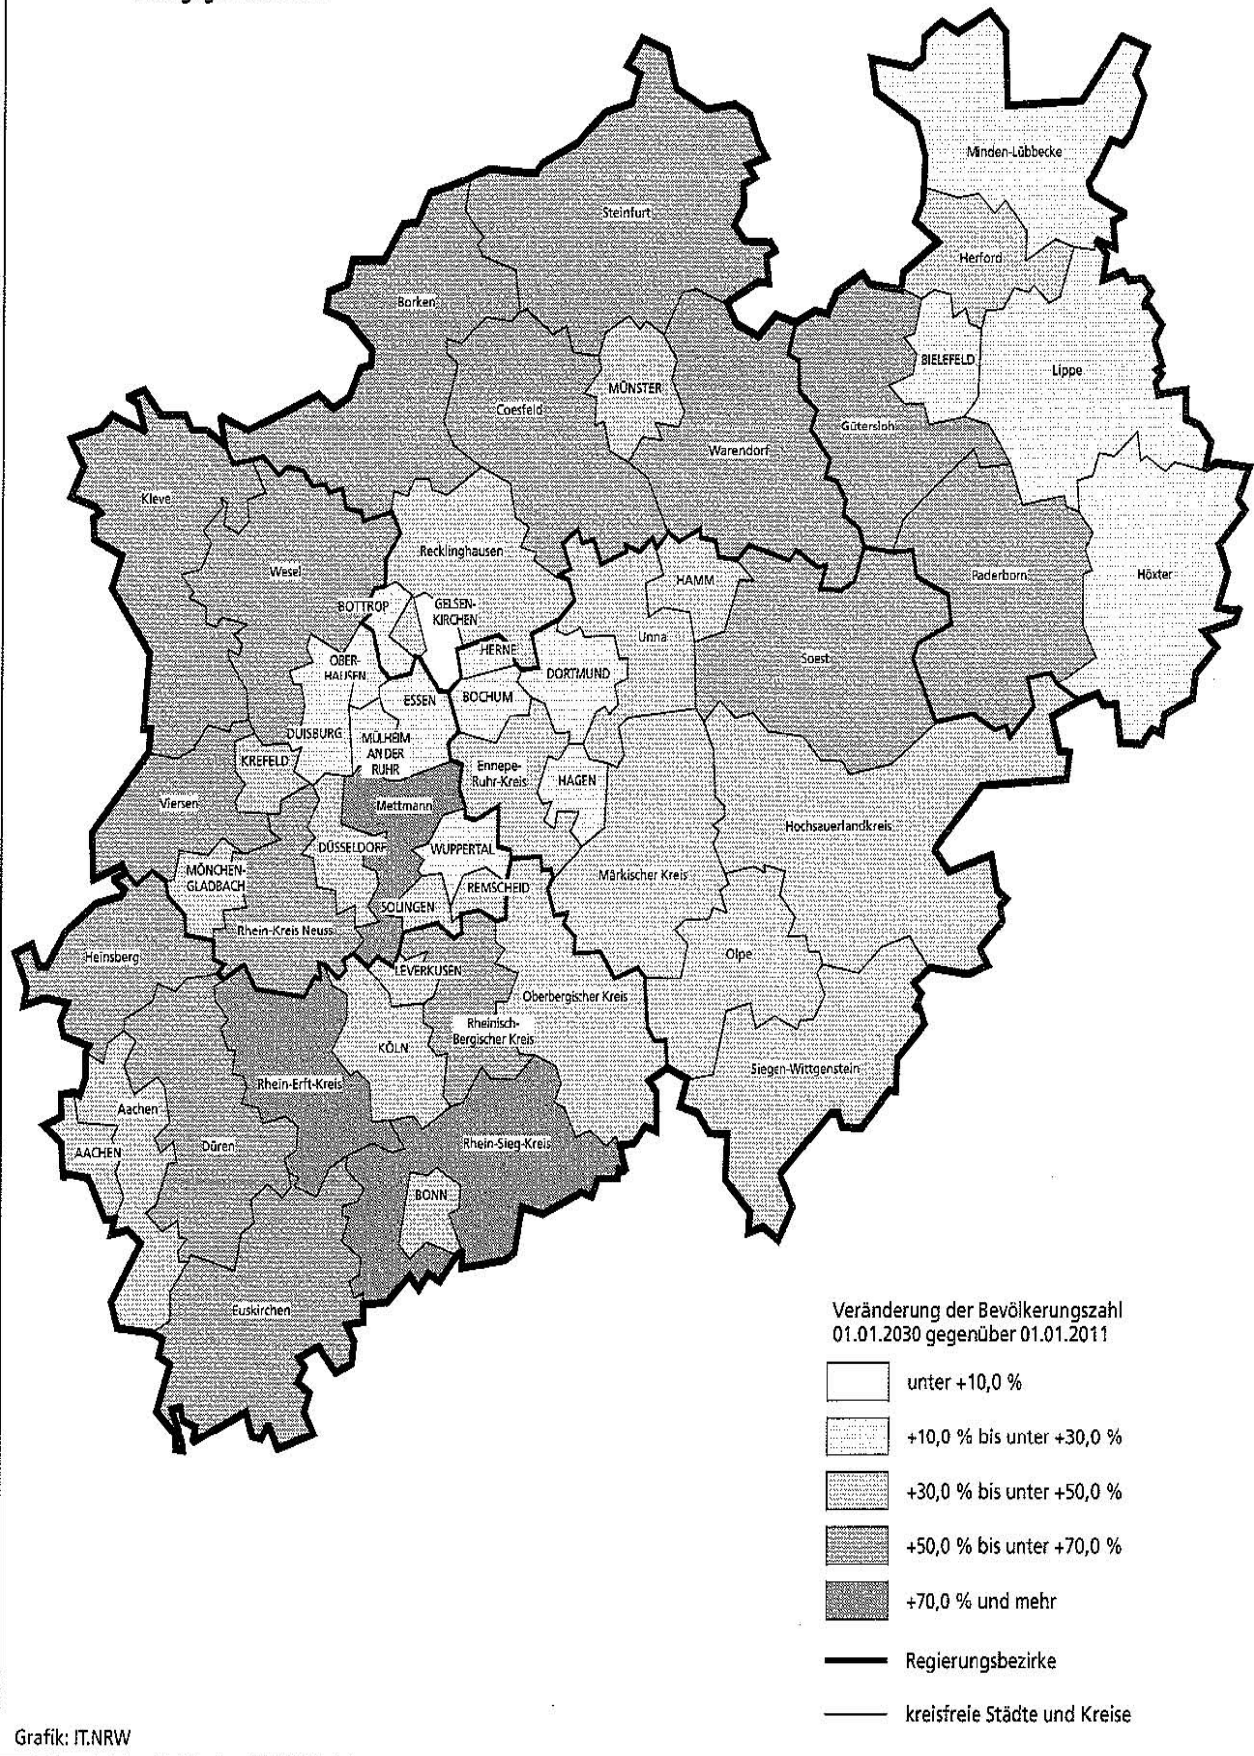 Minden-Lübbecke
Steinfurt
Herford
Borken
BIELEFELD
Lippe
MÜNSTER
Coesfeld
Gütersloh
Warendorf
Kleve
Recklinghausen
Wesel
HAMM
Paderborn
Höxter
BOTTROP
GELSEN-
KIRCHEN
Unna
HERNE
Soest
OBER-
HAUSEN
DORTMUND
ESSEN
BOCHUM
DUISBURG
MÜLHEIM
AN DER
RUHR
KREFELD
Ennepe-
Ruhr-Kreis
HAGEN
Viersen
Mettmann
Hochsauerlandkreis
DÜSSELDORF
WUPPERTAL
MÖNCHEN-
GLADBACH
Märkischer Kreis
REMSCHEID
SOLINGEN
Rhein-Kreis Neuss
Heinsberg
Olpe
LEVERKUSEN
Oberbergischer Kreis
Rheinisch-
Bergischer Kreis
KÖLN
Siegen-Wittgenstein
Rhein-Erft-Kreis
Aachen
Düren
Rhein-Sieg-Kreis
AACHEN
BONN
Euskirchen
Veränderung der Bevölkerungszahl
01.01.2030 gegenüber 01.01.2011
unter +10,0 %
+10,0 % bis unter +30,0 %
+30,0 % bis unter +50,0 %
+50,0 % bis unter +70,0 %
+70,0 % und mehr
Regierungsbezirke
kreisfreie Städte und Kreise
Grafik: IT.NRW